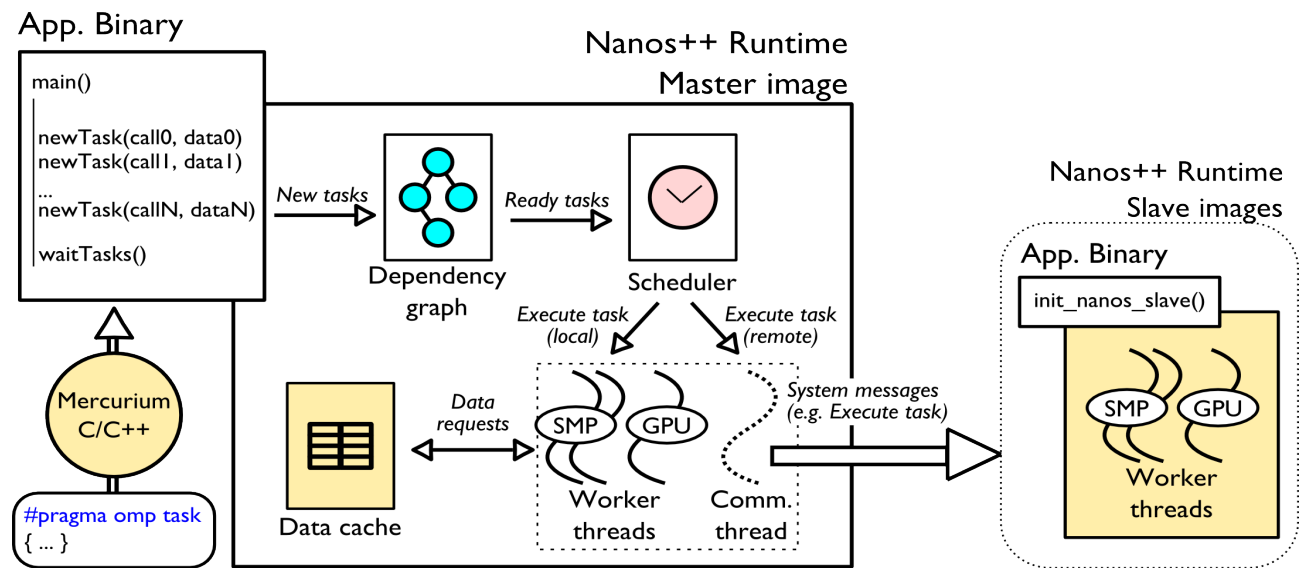 App. Binary
main()
newTask(call0, data0)
newTask(call1, data1)
...
newTask(callN, dataN)
waitTasks()
Mercurium
C/C++
#pragma omp task
{ ... }
Nanos++ Runtime
Master image
New tasks
Dependency
graph
Ready tasks
Scheduler
Execute task
(local)
Execute task
(remote)
Data cache
Data
requests
SMP
GPU
Worker
threads
Comm.
thread
System messages
(e.g. Execute task)
Nanos++ Runtime
Slave images
App. Binary
init_nanos_slave()
SMP
GPU
Worker
threads